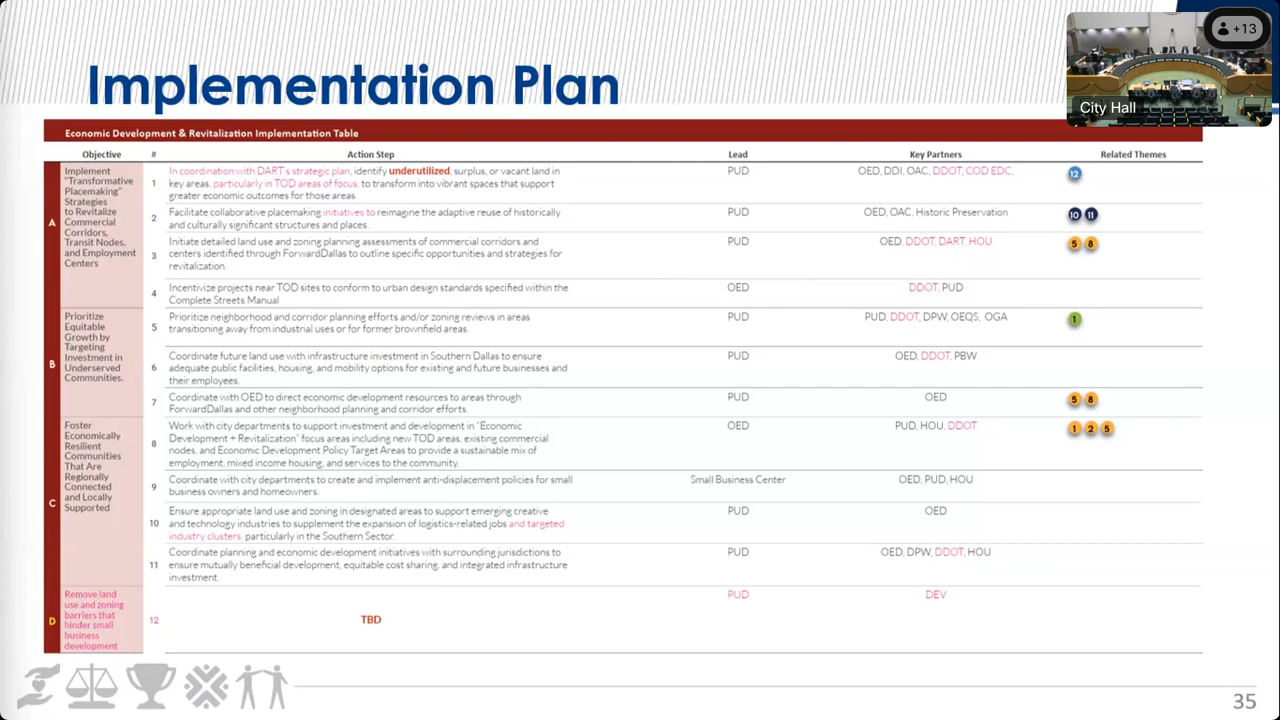 +13
City Hall
Implementation Plan
Economic Development & Revitalization Implementation Table
Objective # Action Step Lead Key Partners Related Themes
A
Implement
"Transformative
Placemaking"
Strategies
to Revitalize
Commercial
Corridors,
Transit Nodes,
and Employment
Centers
1
In coordination with DART's strategic plan, identify underutilized, surplus, or vacant land in
key areas, particularly in TOD areas of focus, to transform into vibrant spaces that support
greater economic outcomes for those areas
PUD
OED, DDI, OAC, DDOT, COD EDC,
12
2
Facilitate collaborative placemaking initiatives to reimagine the adaptive reuse of historically
and culturally significant structures and places.
PUD
OED, OAC, Historic Preservation
10 11
3
Initiate detailed land use and zoning planning assessments of commercial corridors and
centers identified through ForwardDallas to outline specific opportunities and strategies for
revitalization.
PUD
OED, DDOT, DART, HOU
5 8
4
Incentivize projects near TOD sites to conform to urban design standards specified within the
Complete Streets Manual
OED
DDOT, PUD
B
Prioritize
Equitable
Growth by
Targeting
Investment in
Underserved
Communities.
5
Prioritize neighborhood and corridor planning efforts and/or zoning reviews in areas
transitioning away from industrial uses or for former brownfield areas.
PUD
PUD, DDOT, DPW, OEQS, OGA
1
6
Coordinate future land use with infrastructure investment in Southern Dallas to ensure
adequate public facilities, housing, and mobility options for existing and future businesses and
their employees.
PUD
OED, DDOT, PBW
7
Coordinate with OED to direct economic development resources to areas through
ForwardDallas and other neighborhood planning and corridor efforts.
PUD
OED
5 8
C
Foster
Economically
Resilient
Communities
That Are
Regionally
Connected
and Locally
Supported
8
Work with city departments to support investment and development in "Economic
Development + Revitalization" focus areas including new TOD areas, existing commercial
nodes, and Economic Development Policy Target Areas to provide a sustainable mix of
employment, mixed income housing, and services to the community.
OED
PUD, HOU, DDOT
1 2 5
9
Coordinate with city departments to create and implement anti-displacement policies for small
business owners and homeowners.
Small Business Center
OED, PUD, HOU
10
Ensure appropriate land use and zoning in designated areas to support emerging creative
and technology industries to supplement the expansion of logistics-related jobs and targeted
industry clusters, particularly in the Southern Sector.
PUD
OED
11
Coordinate planning and economic development initiatives with surrounding jurisdictions to
ensure mutually beneficial development, equitable cost sharing, and integrated infrastructure
investment.
PUD
OED, DPW, DDOT, HOU
D
Remove land
use and zoning
barriers that
hinder small
business
development
12
TBD
PUD
DEV
35